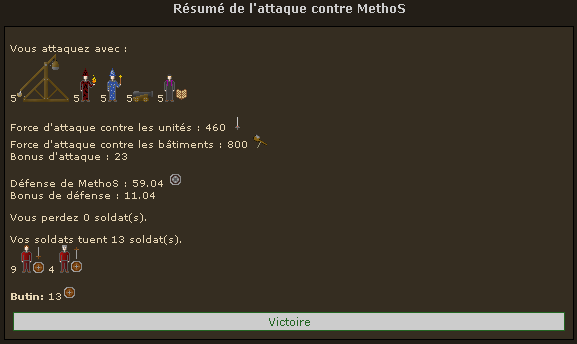 Résumé de l'attaque contre MethoS
Vous attaquez avec :
5 5 5 5 5
Force d'attaque contre les unités : 460
Force d'attaque contre les bâtiments : 800
Bonus d'attaque : 23
Défense de MethoS : 59.04
Bonus de défense : 11.04
Vous perdez 0 soldat(s).
Vos soldats tuent 13 soldat(s).
9 4
Butin: 13
Victoire